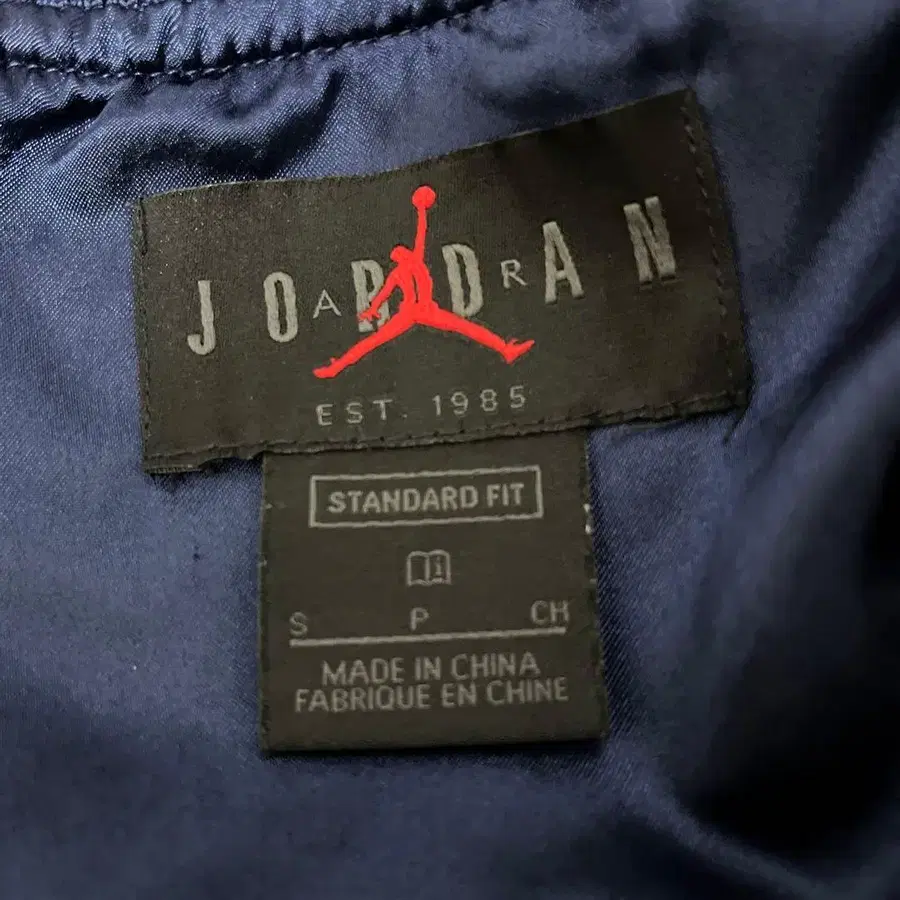 JORDAN
AIR
EST. 1985
STANDARD FIT
S P CH
MADE IN CHINA
FABRIQUE EN CHINE